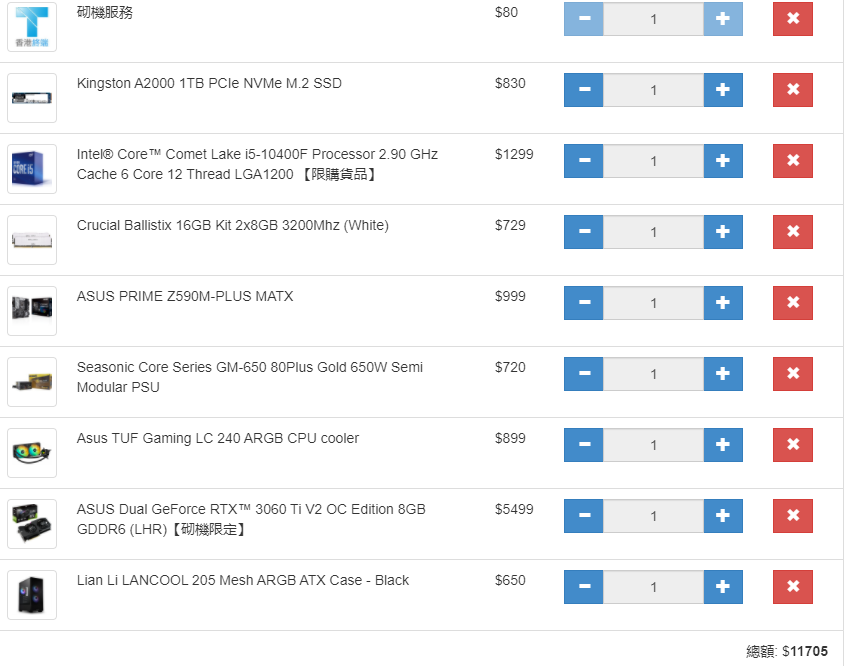 砌機服務 $80 1
香港終端
Kingston A2000 1TB PCIe NVMe M.2 SSD $830 1
Intel® Core™ Comet Lake i5-10400F Processor 2.90 GHz $1299 1
Cache 6 Core 12 Thread LGA1200 【限購貨品】
CORE i5
Crucial Ballistix 16GB Kit 2x8GB 3200Mhz (White) $729 1
ASUS PRIME Z590M-PLUS MATX $999 1
Seasonic Core Series GM-650 80Plus Gold 650W Semi $720 1
Modular PSU
Asus TUF Gaming LC 240 ARGB CPU cooler $899 1
ASUS Dual GeForce RTX™ 3060 Ti V2 OC Edition 8GB $5499 1
GDDR6 (LHR)【砌機限定】
Lian Li LANCOOL 205 Mesh ARGB ATX Case - Black $650 1
總額: $11705